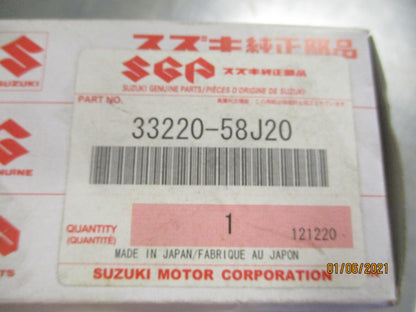 スズキ純正部品
SUZUKI
SGP スズキ純正部品
SUZUKI GENUINE PARTS/PIÈCES D'ORIGINE DE SUZUKI
PART NO.
33220-58J20
QUANTITY
(QUANTITÉ)
1
121220
MADE IN JAPAN/FABRIQUE AU JAPON
SUZUKI MOTOR CORPORATION
01/06/2021